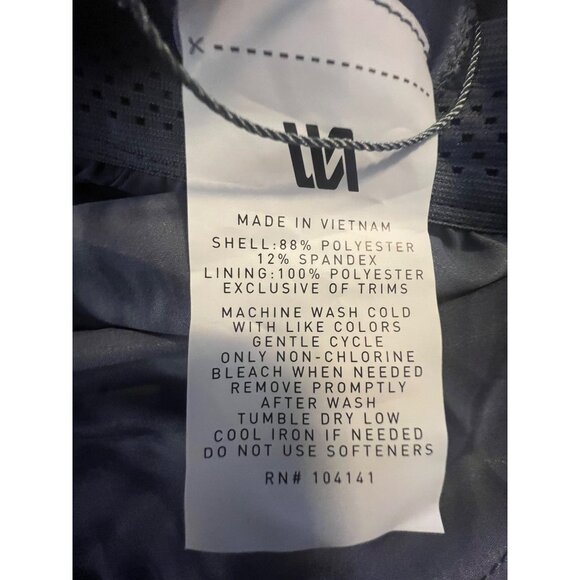 MADE IN VIETNAM
SHELL:88% POLYESTER
12% SPANDEX
LINING:100% POLYESTER
EXCLUSIVE OF TRIMS
MACHINE WASH COLD
WITH LIKE COLORS
GENTLE CYCLE
ONLY NON-CHLORINE
BLEACH WHEN NEEDED
REMOVE PROMPTLY
AFTER WASH
TUMBLE DRY LOW
COOL IRON IF NEEDED
DO NOT USE SOFTENERS
RN# 104141